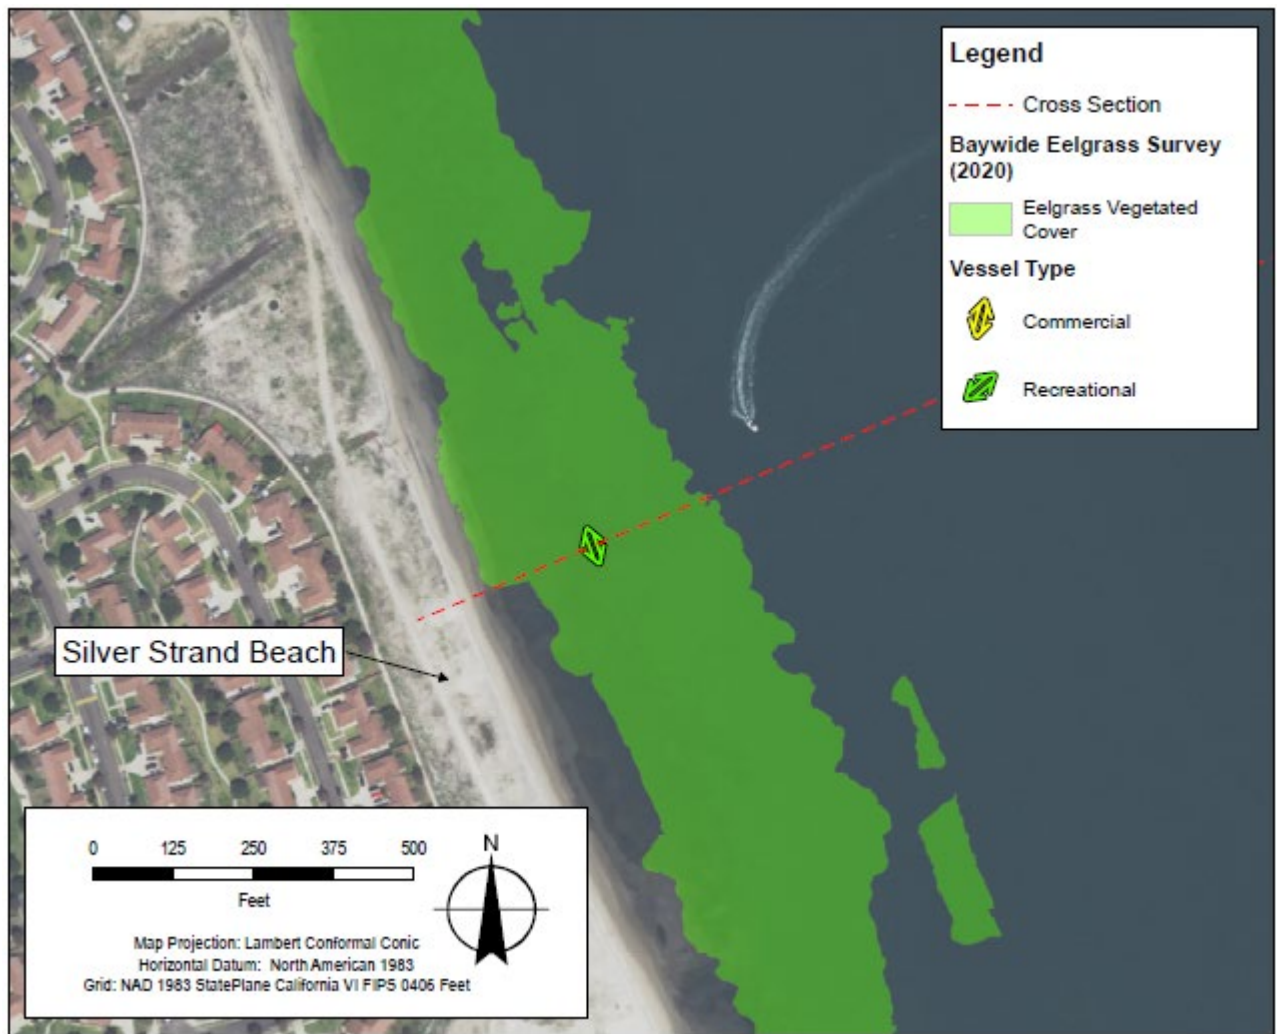 Legend
Cross Section
Baywide Eelgrass Survey
(2020)
Eelgrass Vegetated
Cover
Vessel Type
Commercial
Recreational
Silver Strand Beach
0 125 250 375 500
Feet
N
Map Projection: Lambert Conformal Conic
Horizontal Datum: North American 1983
Grid: NAD 1983 StatePlane California VI FIPS 0406 Feet